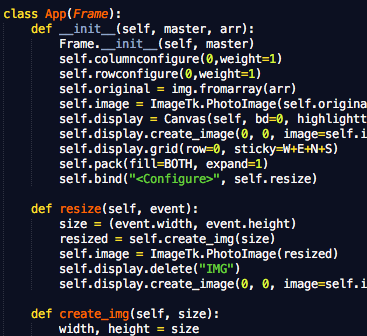 class App(Frame):
    def __init__(self, master, arr):
        Frame.__init__(self, master)
        self.columnconfigure(0,weight=1)
        self.rowconfigure(0,weight=1)
        self.original = img.fromarray(arr)
        self.image = ImageTk.PhotoImage(self.origina
        self.display = Canvas(self, bd=0, highlightt
        self.display.create_image(0, 0, image=self.i
        self.display.grid(row=0, sticky=W+E+N+S)
        self.pack(fill=BOTH, expand=1)
        self.bind("<Configure>", self.resize)

    def resize(self, event):
        size = (event.width, event.height)
        resized = self.create_img(size)
        self.image = ImageTk.PhotoImage(resized)
        self.display.delete("IMG")
        self.display.create_image(0, 0, image=self.i

    def create_img(self, size):
        width, height = size